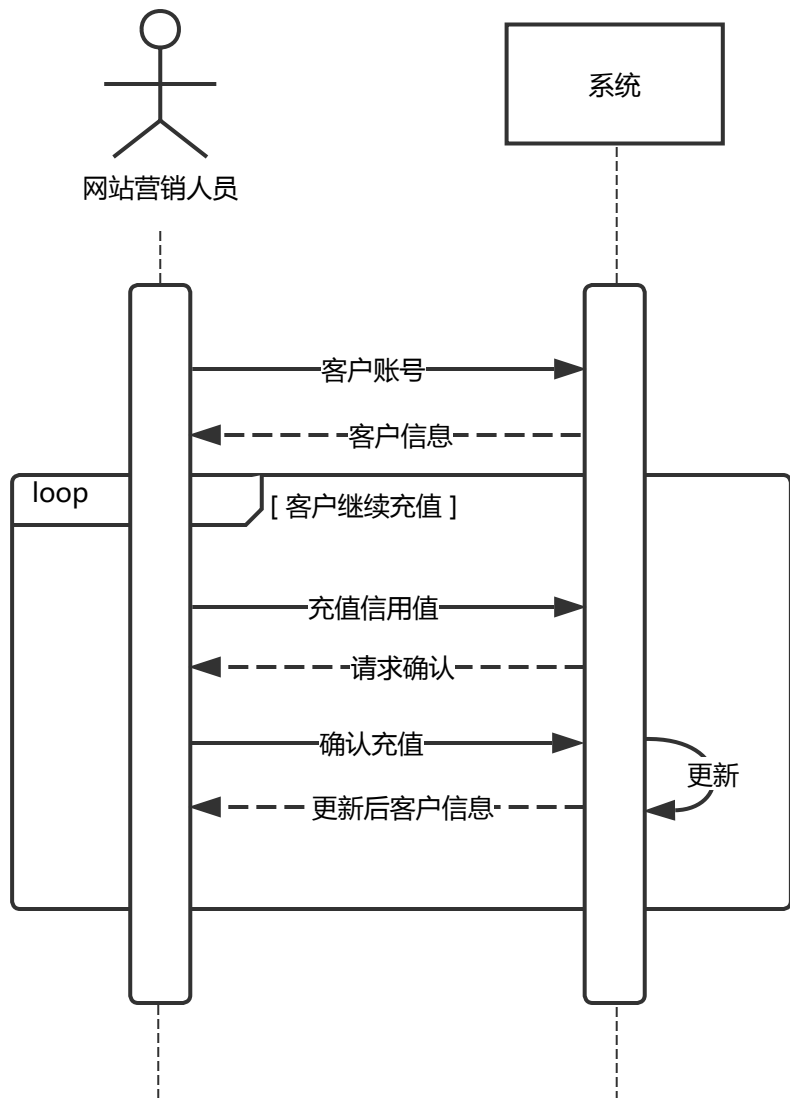 系统
网站营销人员
客户账号
客户信息
loop
[ 客户继续充值 ]
充值信用值
请求确认
确认充值
更新
更新后客户信息